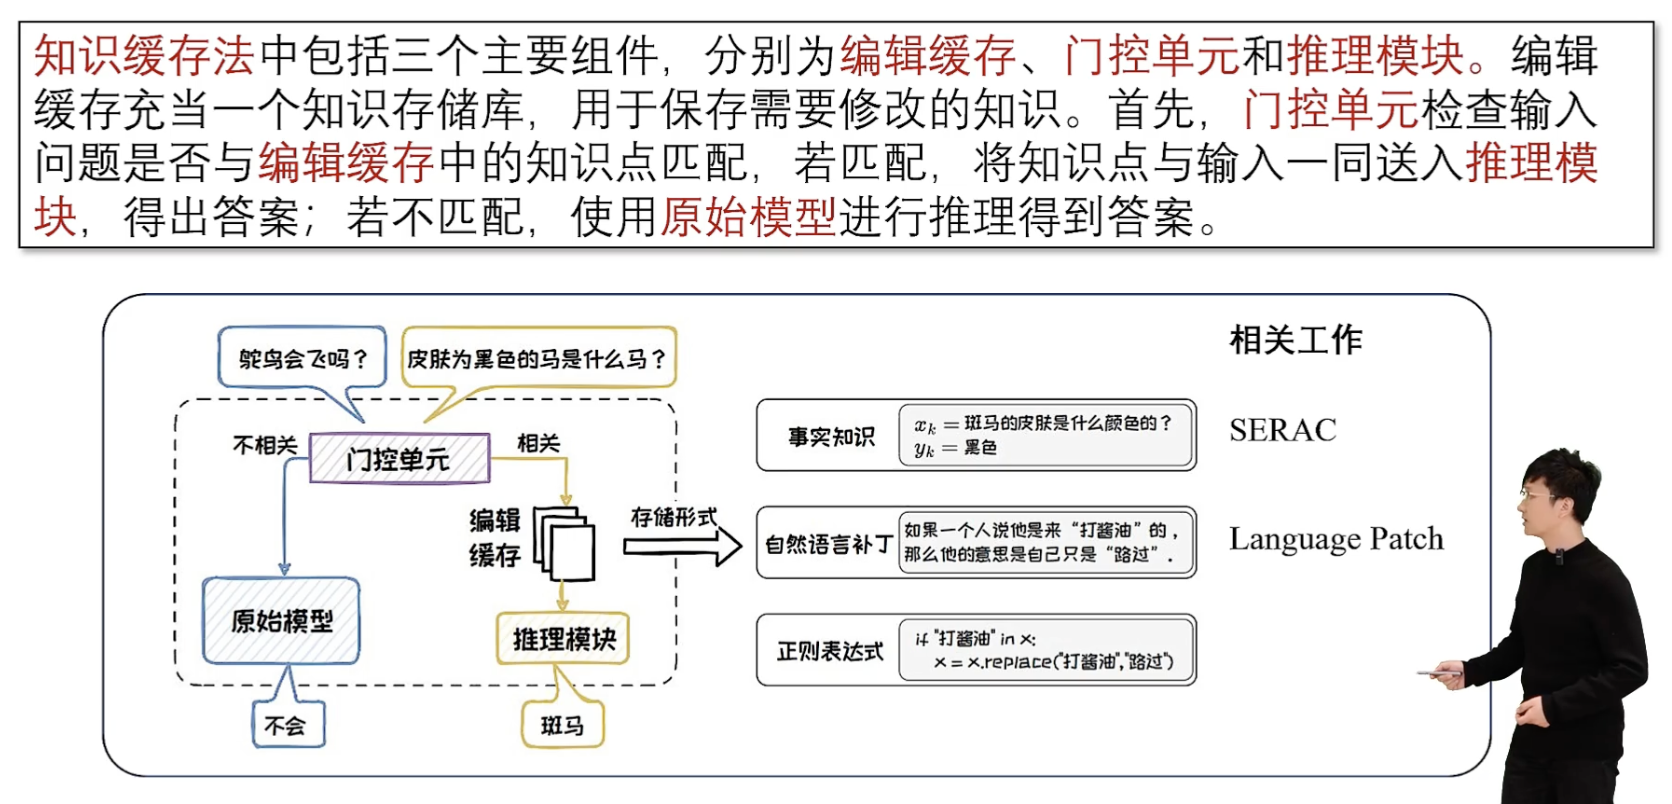 知识缓存法中包括三个主要组件，分别为编辑缓存、门控单元和推理模块。编辑
缓存充当一个知识存储库，用于保存需要修改的知识。首先，门控单元检查输入
问题是否与编辑缓存中的知识点匹配，若匹配，将知识点与输入一同送入推理模
块，得出答案；若不匹配，使用原始模型进行推理得到答案。
鸵鸟会飞吗？
皮肤为黑色的马是什么马？
不相关
门控单元
相关
编辑
缓存
存储形式
原始模型
推理模块
不会
斑马
相关工作
事实知识
xₖ = 斑马的皮肤是什么颜色的？
yₖ = 黑色
SERAC
自然语言补丁
如果一个人说他是来“打酱油”的，
那么他的意思是自己只是“路过”.
Language Patch
正则表达式
if "打酱油" in x:
x = x.replace("打酱油","路过")